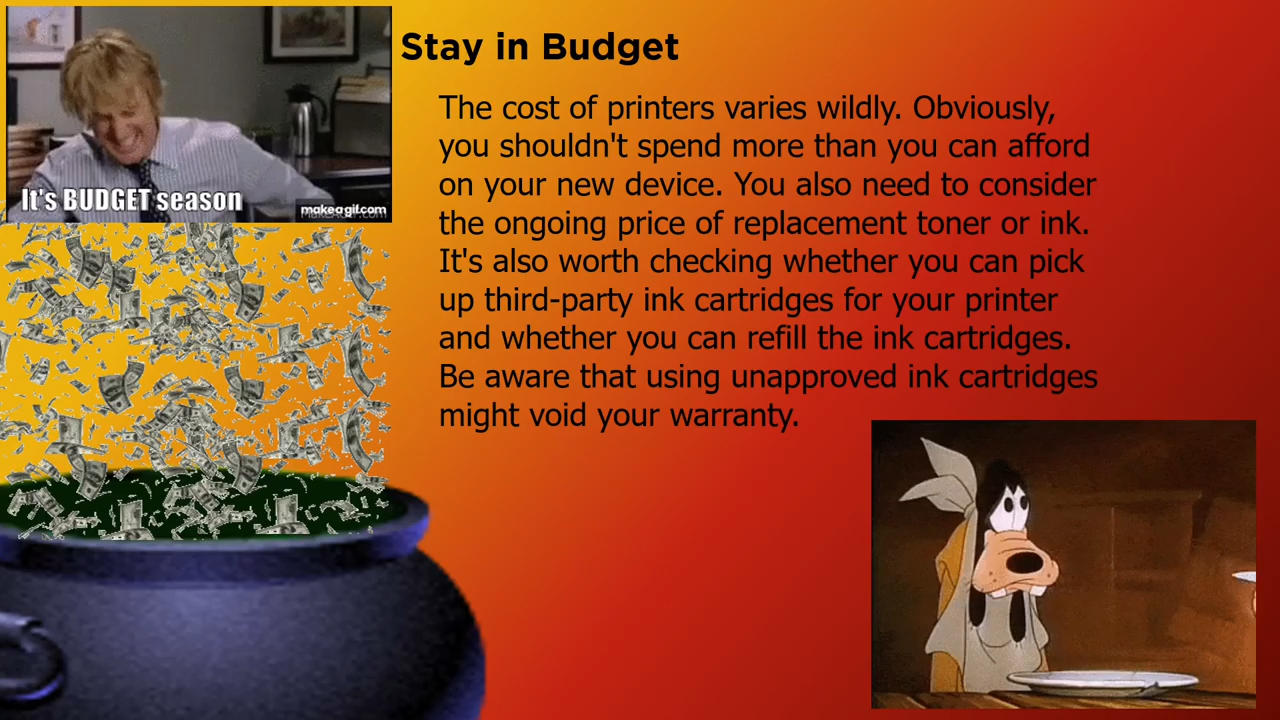 Stay in Budget
The cost of printers varies wildly. Obviously,
you shouldn't spend more than you can afford
on your new device. You also need to consider
the ongoing price of replacement toner or ink.
It's also worth checking whether you can pick
up third-party ink cartridges for your printer
and whether you can refill the ink cartridges.
Be aware that using unapproved ink cartridges
might void your warranty.
It's BUDGET season
makeagif.com